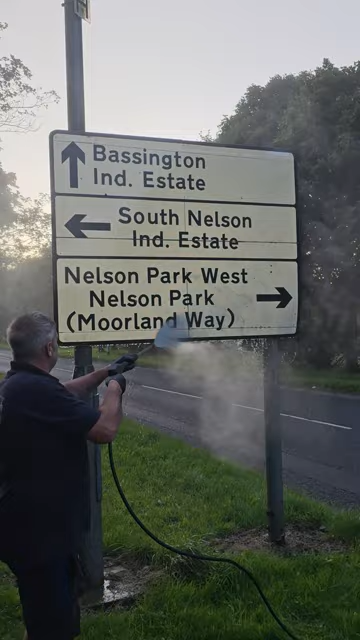 Bassington
Ind. Estate
South Nelson
Ind. Estate
Nelson Park West
Nelson Park
(Moorland Way)